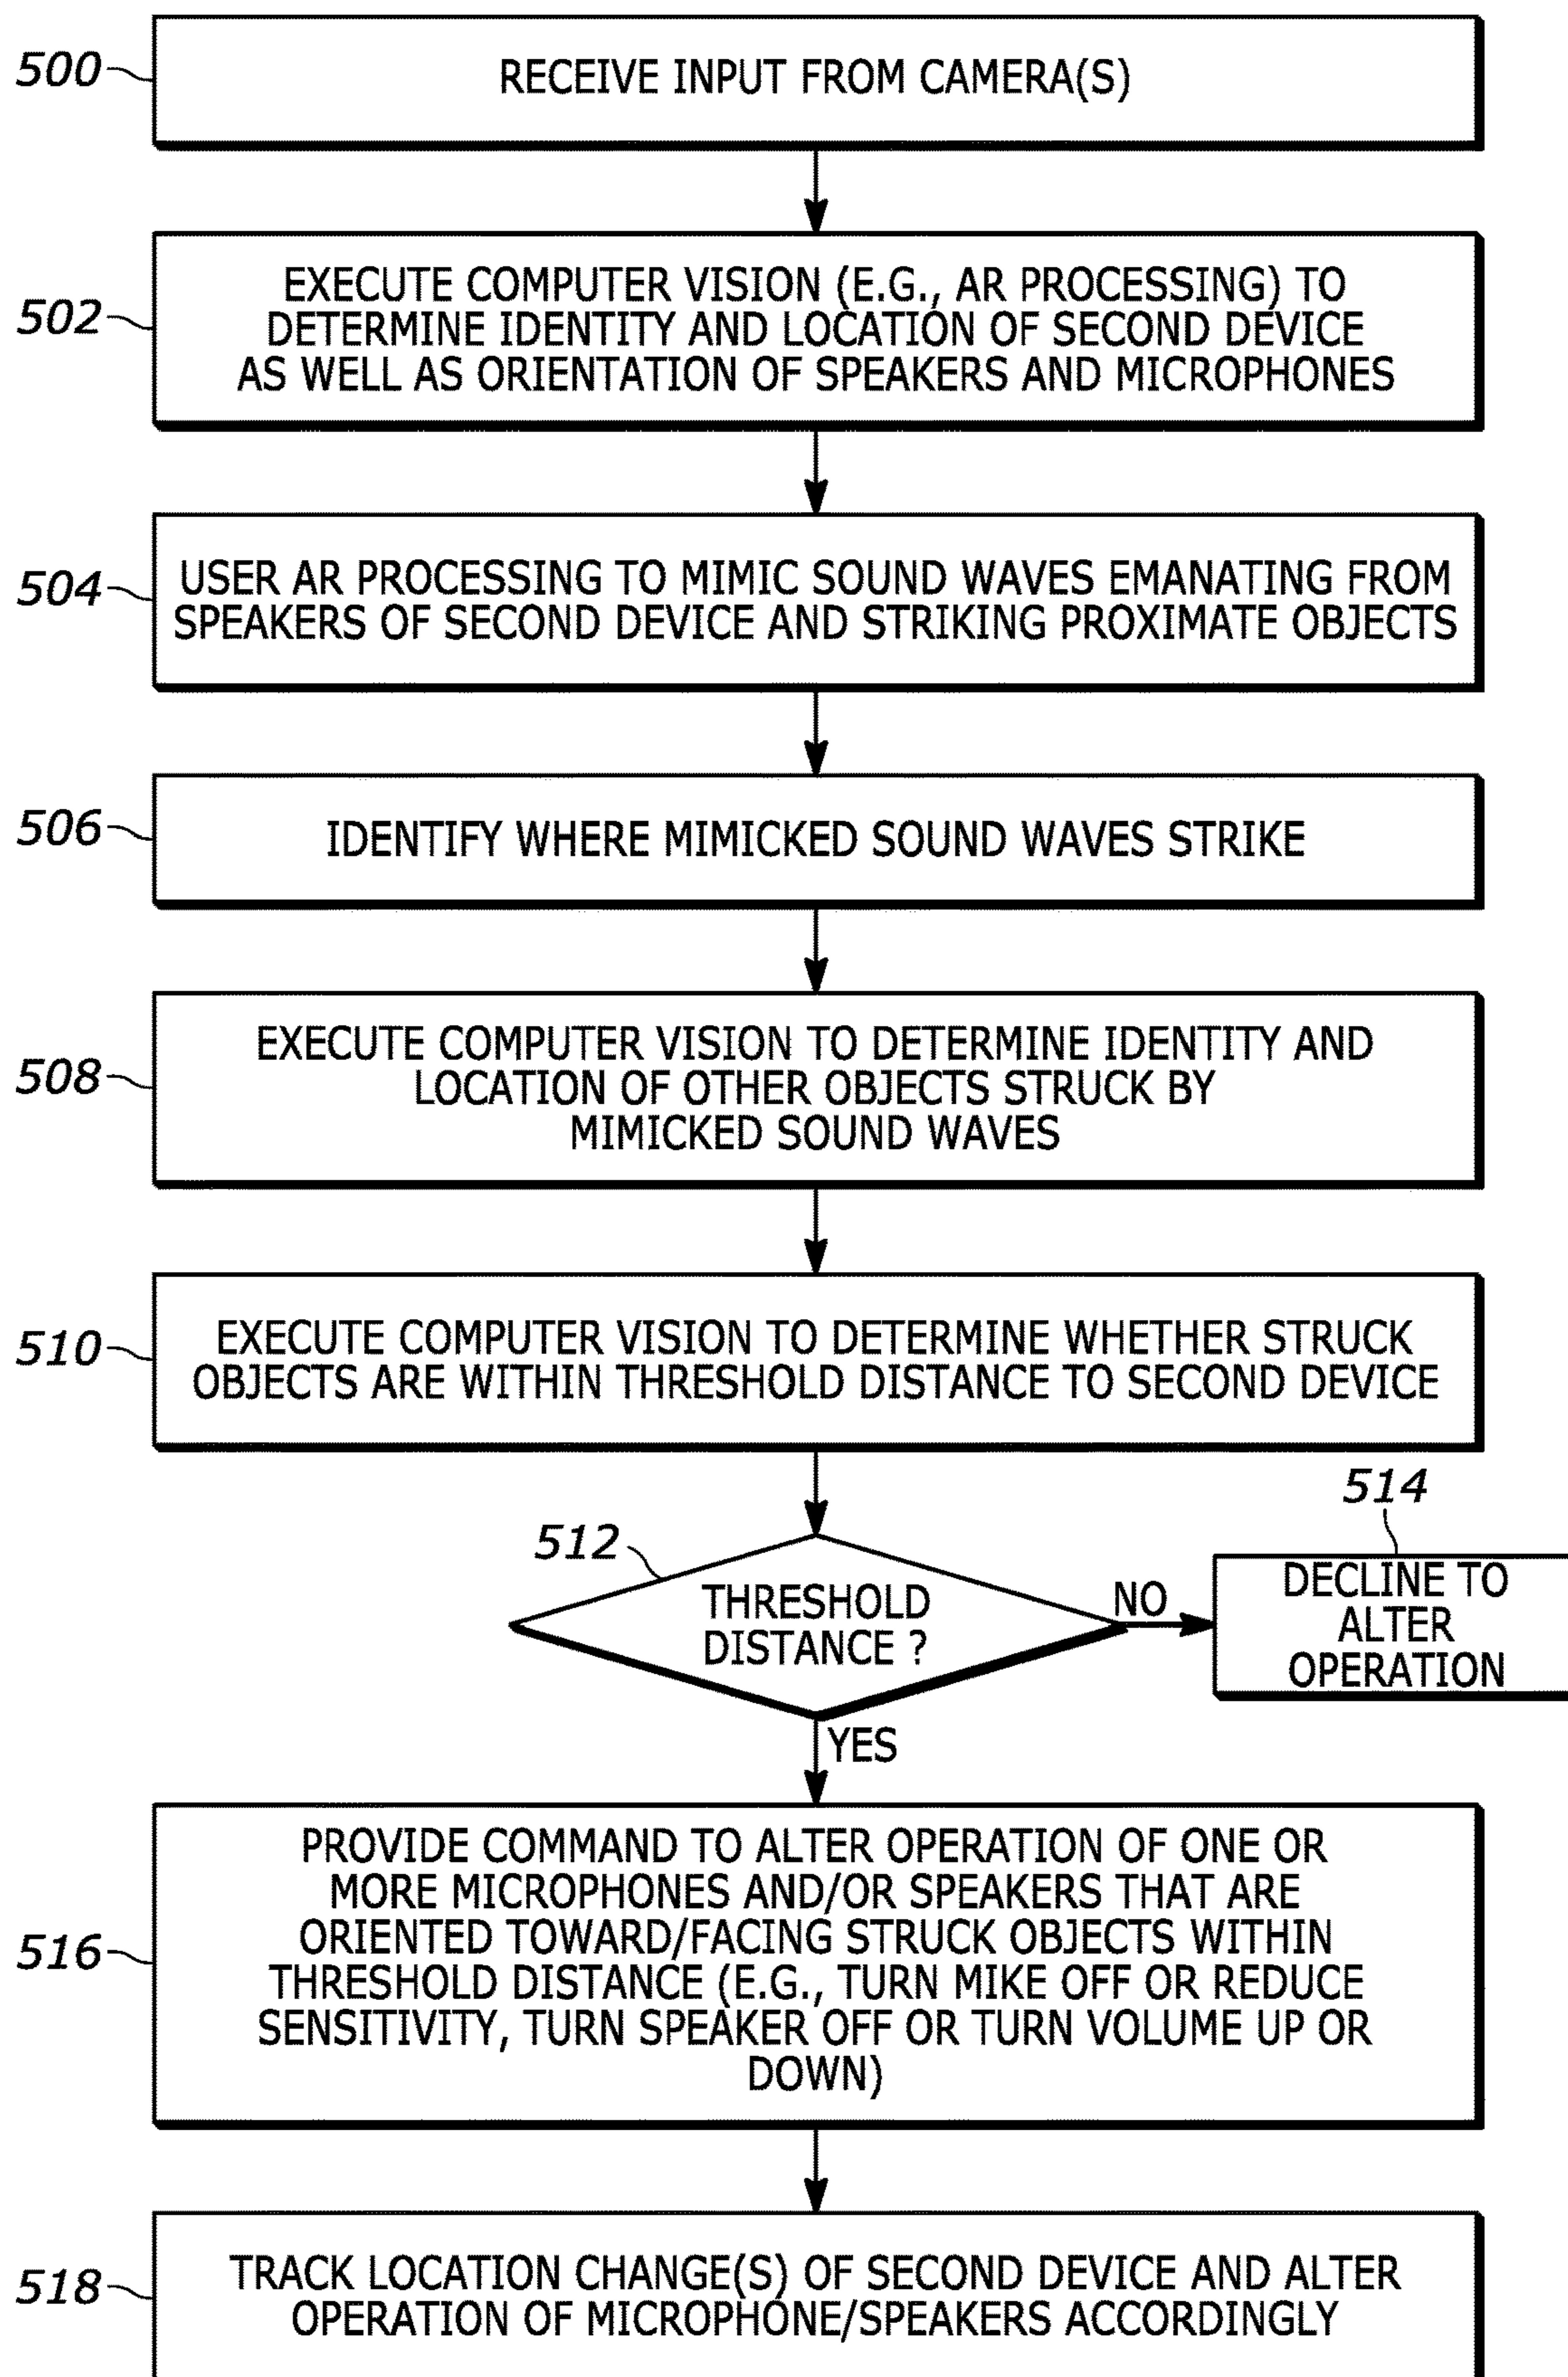 500
RECEIVE INPUT FROM CAMERA(S)
502
EXECUTE COMPUTER VISION (E.G., AR PROCESSING) TO
DETERMINE IDENTITY AND LOCATION OF SECOND DEVICE
AS WELL AS ORIENTATION OF SPEAKERS AND MICROPHONES
504
USER AR PROCESSING TO MIMIC SOUND WAVES EMANATING FROM
SPEAKERS OF SECOND DEVICE AND STRIKING PROXIMATE OBJECTS
506
IDENTIFY WHERE MIMICKED SOUND WAVES STRIKE
508
EXECUTE COMPUTER VISION TO DETERMINE IDENTITY AND
LOCATION OF OTHER OBJECTS STRUCK BY
MIMICKED SOUND WAVES
510
EXECUTE COMPUTER VISION TO DETERMINE WHETHER STRUCK
OBJECTS ARE WITHIN THRESHOLD DISTANCE TO SECOND DEVICE
512
THRESHOLD
DISTANCE ?
NO
514
DECLINE TO
ALTER
OPERATION
YES
516
PROVIDE COMMAND TO ALTER OPERATION OF ONE OR
MORE MICROPHONES AND/OR SPEAKERS THAT ARE
ORIENTED TOWARD/FACING STRUCK OBJECTS WITHIN
THRESHOLD DISTANCE (E.G., TURN MIKE OFF OR REDUCE
SENSITIVITY, TURN SPEAKER OFF OR TURN VOLUME UP OR
DOWN)
518
TRACK LOCATION CHANGE(S) OF SECOND DEVICE AND ALTER
OPERATION OF MICROPHONE/SPEAKERS ACCORDINGLY